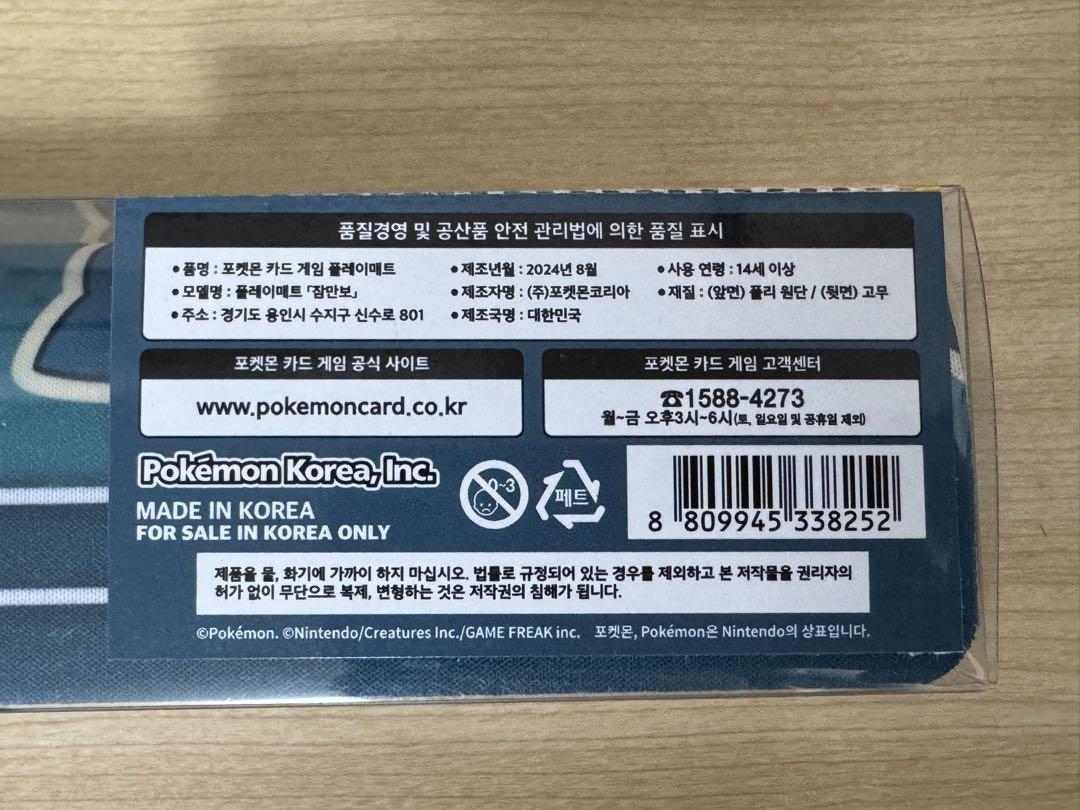 품질경영 및 공산품 안전 관리법에 의한 품질 표시
• 품명 : 포켓몬 카드 게임 플레이매트
• 제조년월 : 2024년 8월
• 사용 연령 : 14세 이상
• 모델명 : 플레이매트 「잠만보」
• 제조자명 : (주)포켓몬코리아
• 재질 : (앞면) 폴리 원단 / (뒷면) 고무
• 주소 : 경기도 용인시 수지구 신수로 801
• 제조국명 : 대한민국
포켓몬 카드 게임 공식 사이트
www.pokemoncard.co.kr
포켓몬 카드 게임 고객센터
☎1588-4273
월~금 오후3시~6시(토, 일요일 및 공휴일 제외)
Pokémon Korea, Inc.
MADE IN KOREA
FOR SALE IN KOREA ONLY
0~3
페트
8 809945 338252
제품을 물, 화기에 가까이 하지 마십시오. 법률로 규정되어 있는 경우를 제외하고 본 저작물을 권리자의
허가 없이 무단으로 복제, 변형하는 것은 저작권의 침해가 됩니다.
©Pokémon. ©Nintendo/Creatures Inc./GAME FREAK inc. 포켓몬, Pokémon은 Nintendo의 상표입니다.